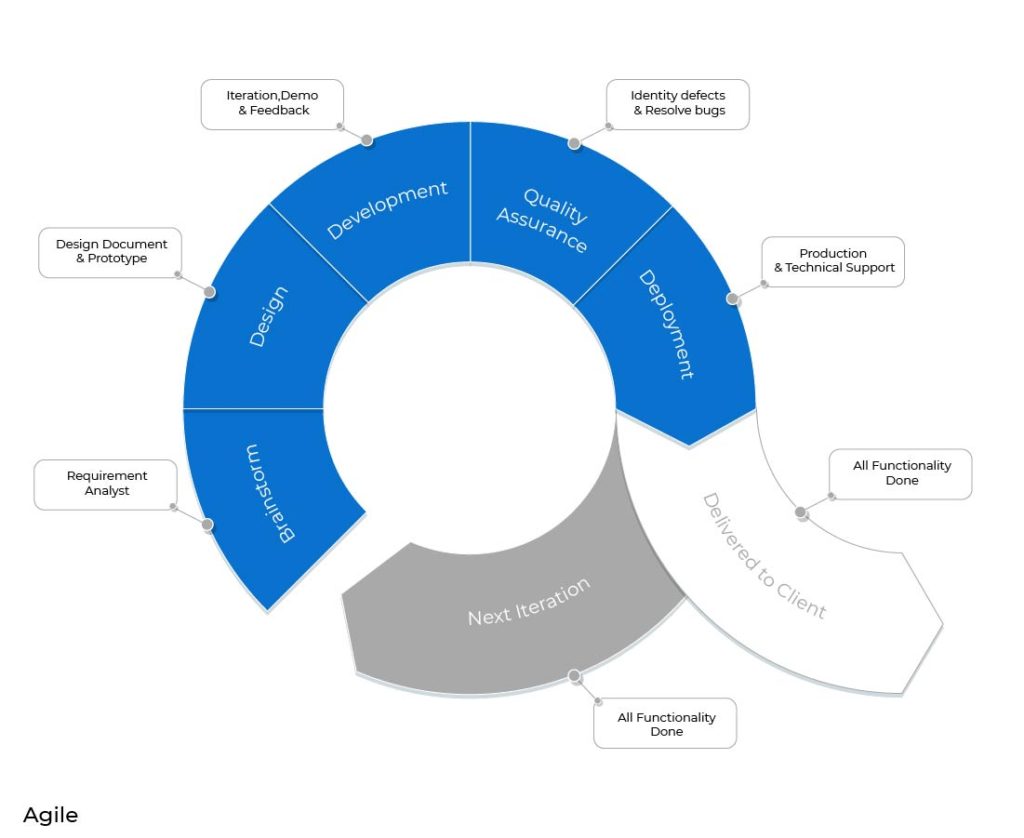 Iteration,Demo
& Feedback
Identity defects
& Resolve bugs
Development
Quality
Assurance
Design Document
& Prototype
Production
& Technical Support
Design
Deployment
Requirement
Analyst
Brainstorm
All Functionality
Done
Delivered to Client
Next Iteration
All Functionality
Done
Agile